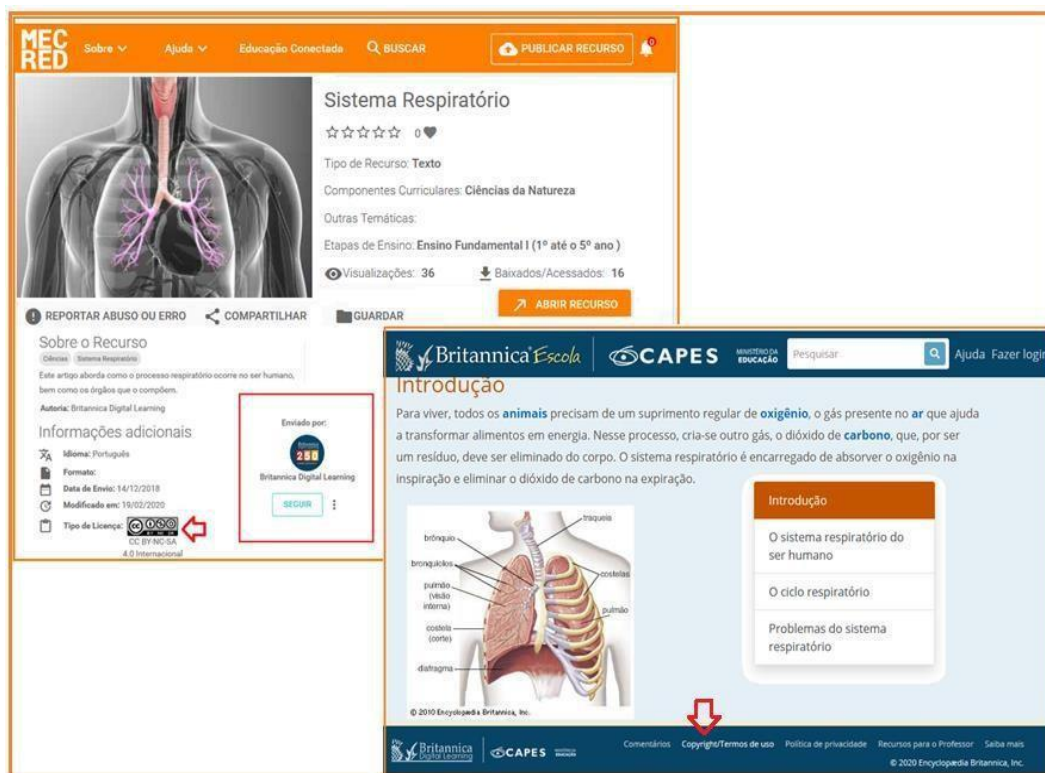 MEC RED
Sobre
Ajuda
Educação Conectada
BUSCAR
PUBLICAR RECURSO
0
Sistema Respiratório
0
Tipo de Recurso: Texto
Componentes Curriculares: Ciências da Natureza
Outras Temáticas:
Etapas de Ensino: Ensino Fundamental I (1º até o 5º ano )
Visualizações: 36
Baixados/Acessados: 16
ABRIR RECURSO
REPORTAR ABUSO OU ERRO
COMPARTILHAR
GUARDAR
Sobre o Recurso
Ciências
Sistema Respiratório
Este artigo aborda como o processo respiratório ocorre no ser humano,
bem como os órgãos que o compõem.
Autoria: Britannica Digital Learning
Informações adicionais
Idioma: Português
Formato:
Data de Envio: 14/12/2018
Modificado em: 19/02/2020
Tipo de Licença:
CC BY-NC-SA
4.0 Internacional
Enviado por:
250
Britannica Digital Learning
SEGUIR
Britannica Escola
CAPES
MINISTÉRIO DA
EDUCAÇÃO
Pesquisar
Ajuda
Fazer login
Introdução
Para viver, todos os animais precisam de um suprimento regular de oxigênio, o gás presente no ar que ajuda
a transformar alimentos em energia. Nesse processo, cria-se outro gás, o dióxido de carbono, que, por ser
um resíduo, deve ser eliminado do corpo. O sistema respiratório é encarregado de absorver o oxigênio na
inspiração e eliminar o dióxido de carbono na expiração.
traqueia
brônquio
bronquíolos
pulmão
(visão
interna)
costela
(corte)
diafragma
costelas
pulmão
© 2010 Encyclopædia Britannica, Inc.
Introdução
O sistema respiratório do
ser humano
O ciclo respiratório
Problemas do sistema
respiratório
Britannica
Digital Learning
CAPES
Comentários
Copyright/Termos de uso
Política de privacidade
Recursos para o Professor
Saiba mais
© 2020 Encyclopædia Britannica, Inc.